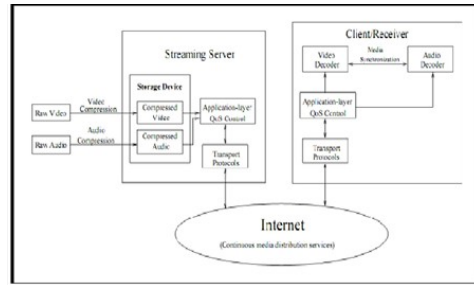 Streaming Server
Storage Device
Raw Video
Video
Compression
Compressed
Video
Application-layer
QoS Control
Raw Audio
Audio
Compression
Compressed
Audio
Transport
Protocols
Client/Receiver
Video
Decoder
Media
Synchronization
Audio
Decoder
Application-layer
QoS Control
Transport
Protocols
Internet
(Continuous media distribution services)